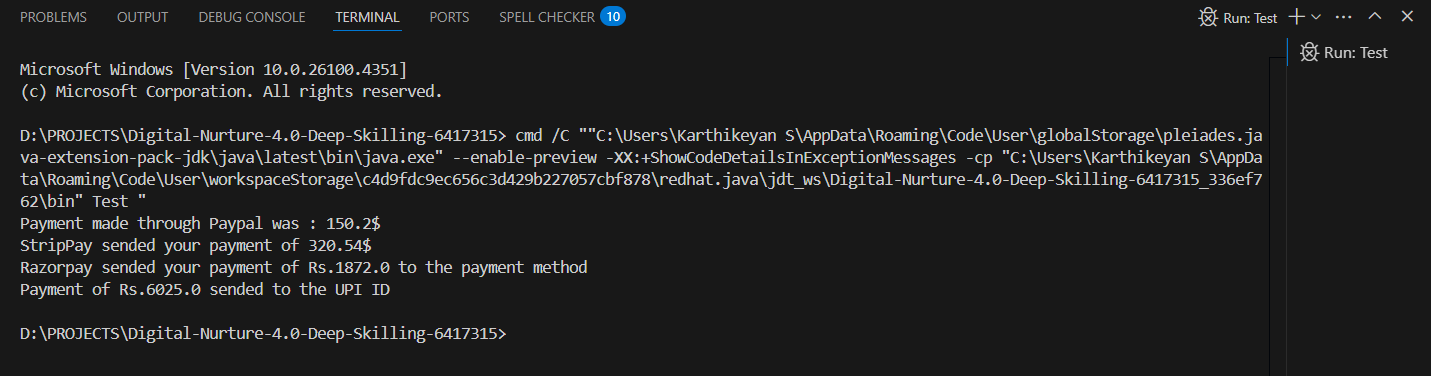 PROBLEMS OUTPUT DEBUG CONSOLE TERMINAL PORTS SPELL CHECKER 10 Run: Test
Run: Test
Microsoft Windows [Version 10.0.26100.4351]
(c) Microsoft Corporation. All rights reserved.
D:\PROJECTS\Digital-Nurture-4.0-Deep-Skilling-6417315> cmd /C ""C:\Users\Karthikeyan S\AppData\Roaming\Code\User\globalStorage\pleiades.ja
va-extension-pack-jdk\java\latest\bin\java.exe" --enable-preview -XX:+ShowCodeDetailsInExceptionMessages -cp "C:\Users\Karthikeyan S\AppDa
ta\Roaming\Code\User\workspaceStorage\c4d9fdc9ec656c3d429b227057cbf878\redhat.java\jdt_ws\Digital-Nurture-4.0-Deep-Skilling-6417315_336ef7
62\bin" Test "
Payment made through Paypal was : 150.2$
StripPay sended your payment of 320.54$
Razorpay sended your payment of Rs.1872.0 to the payment method
Payment of Rs.6025.0 sended to the UPI ID
D:\PROJECTS\Digital-Nurture-4.0-Deep-Skilling-6417315>